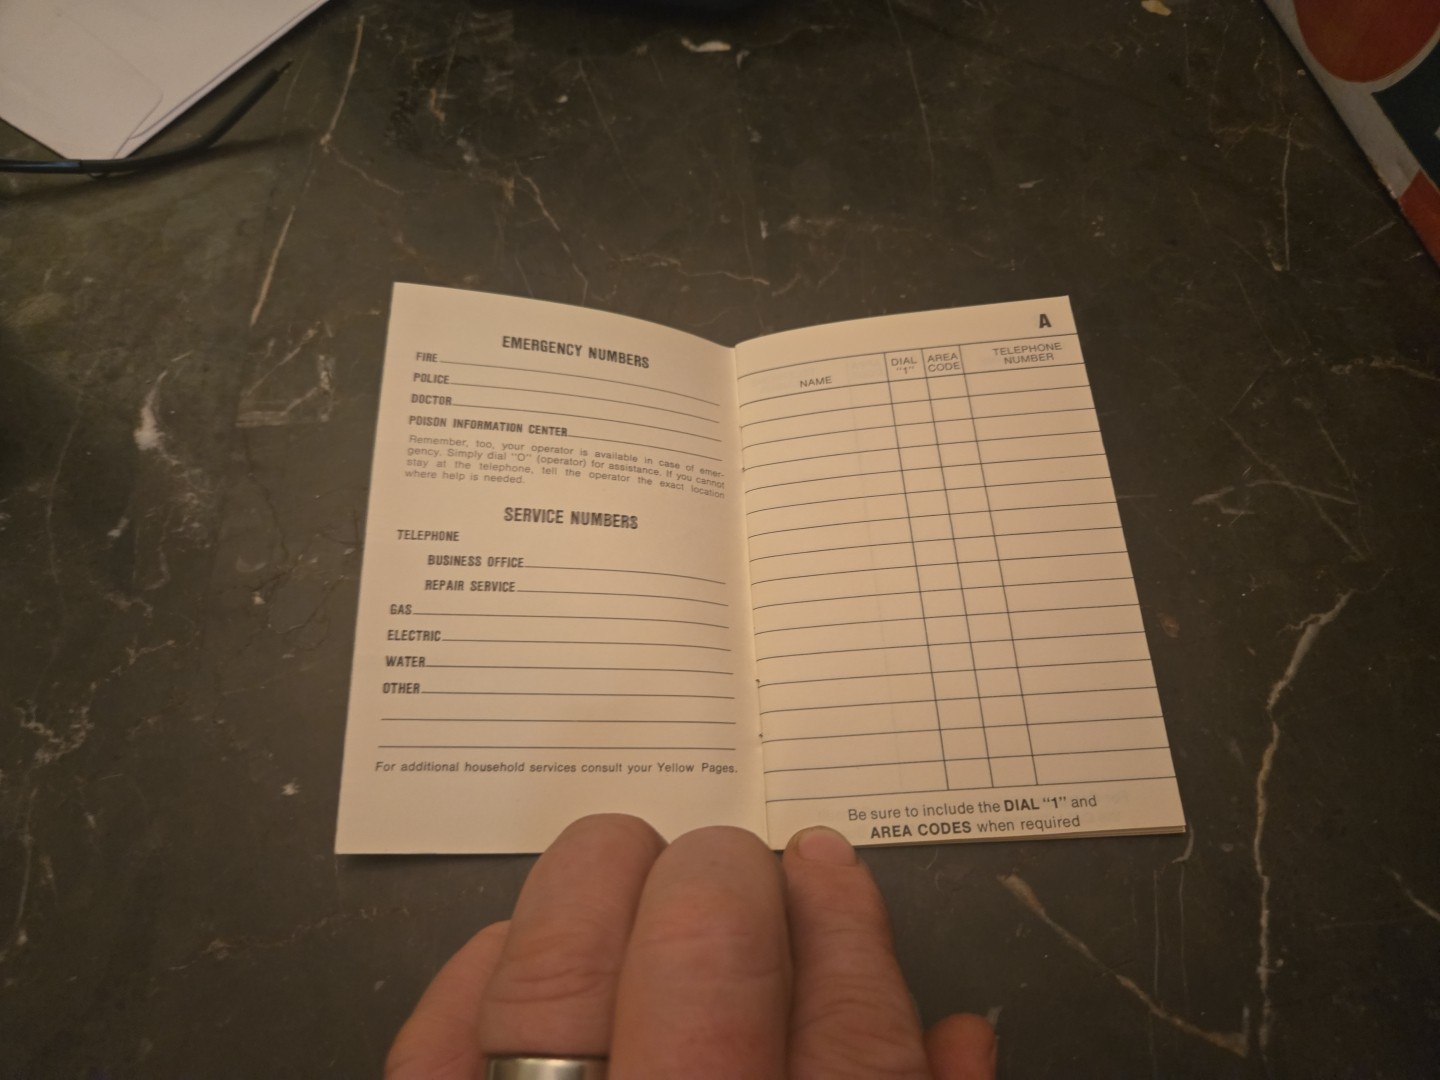 EMERGENCY NUMBERS
FIRE
POLICE
DOCTOR
POISON INFORMATION CENTER
Remember, too, your operator is available in case of emer-
gency. Simply dial "O" (operator) for assistance. If you cannot
stay at the telephone, tell the operator the exact location
where help is needed.
SERVICE NUMBERS
TELEPHONE
BUSINESS OFFICE
REPAIR SERVICE
GAS
ELECTRIC
WATER
OTHER
For additional household services consult your Yellow Pages.
A
NAME
DIAL
"1"
AREA
CODE
TELEPHONE
NUMBER
Be sure to include the DIAL "1" and
AREA CODES when required